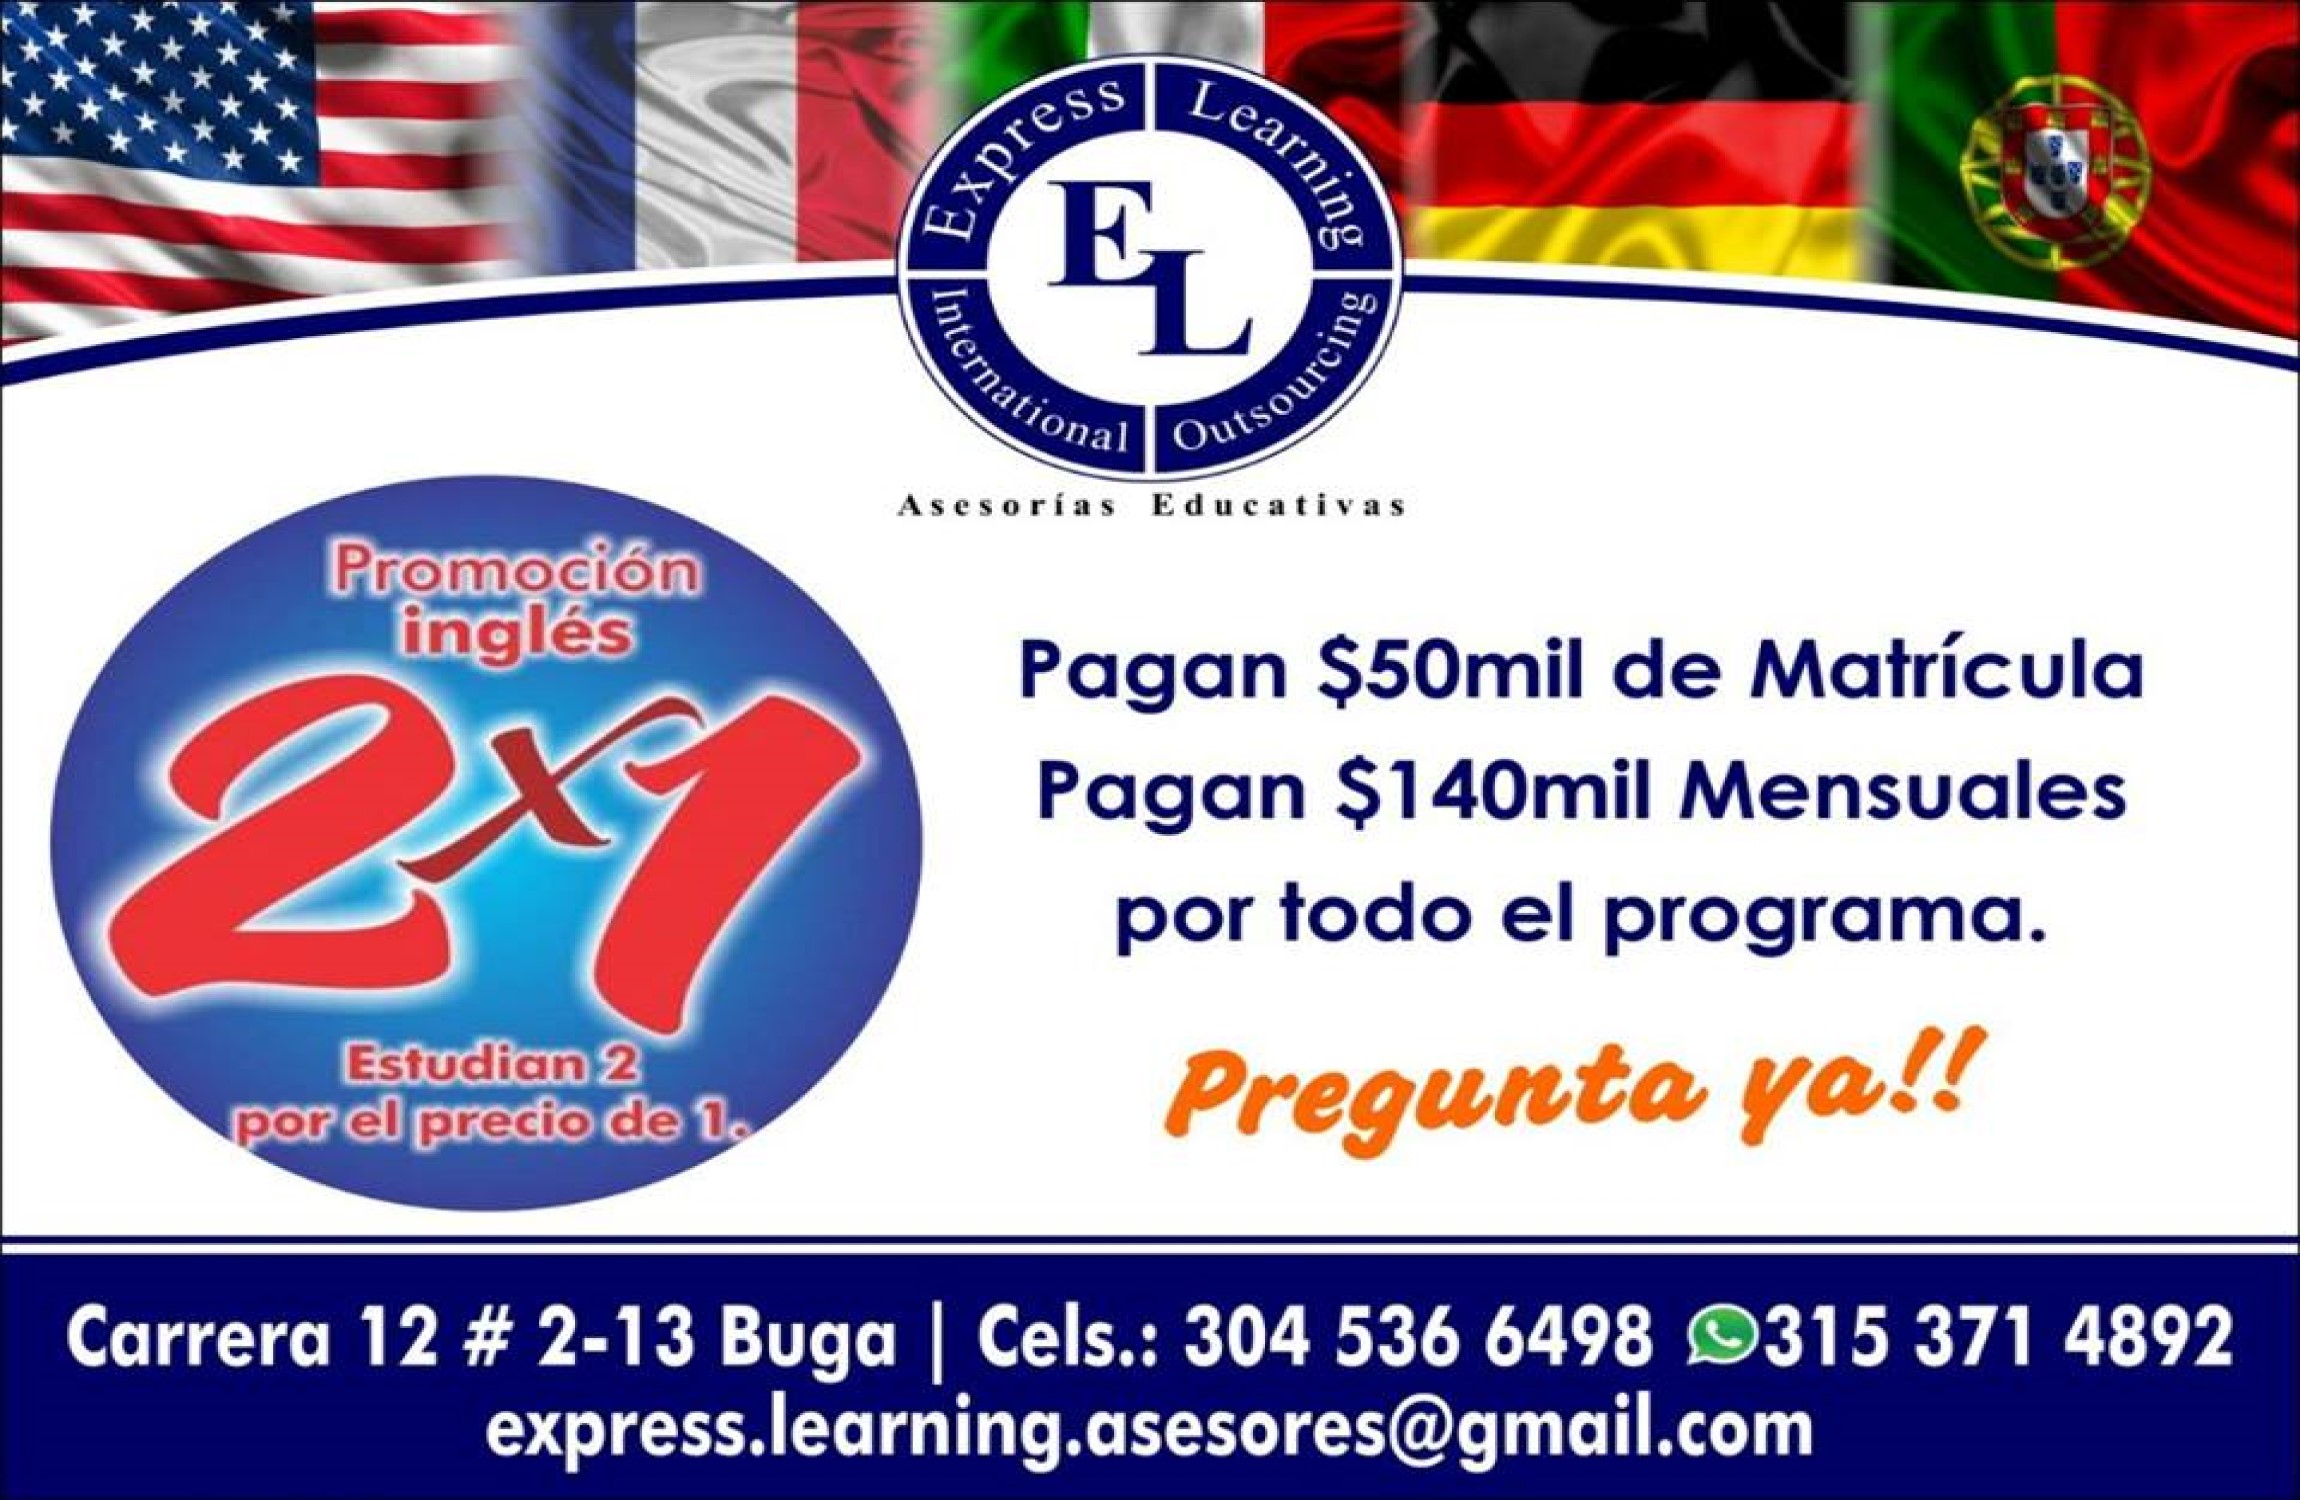 Express Learning
EL
International Outsourcing
Asesorías Educativas
Promoción
inglés
2x1
Estudian 2
por el precio de 1.
Pagan $50mil de Matrícula
Pagan $140mil Mensuales
por todo el programa.
Pregunta ya!!
Carrera 12 # 2-13 Buga | Cels.: 304 536 6498 315 371 4892
express.learning.asesores@gmail.com